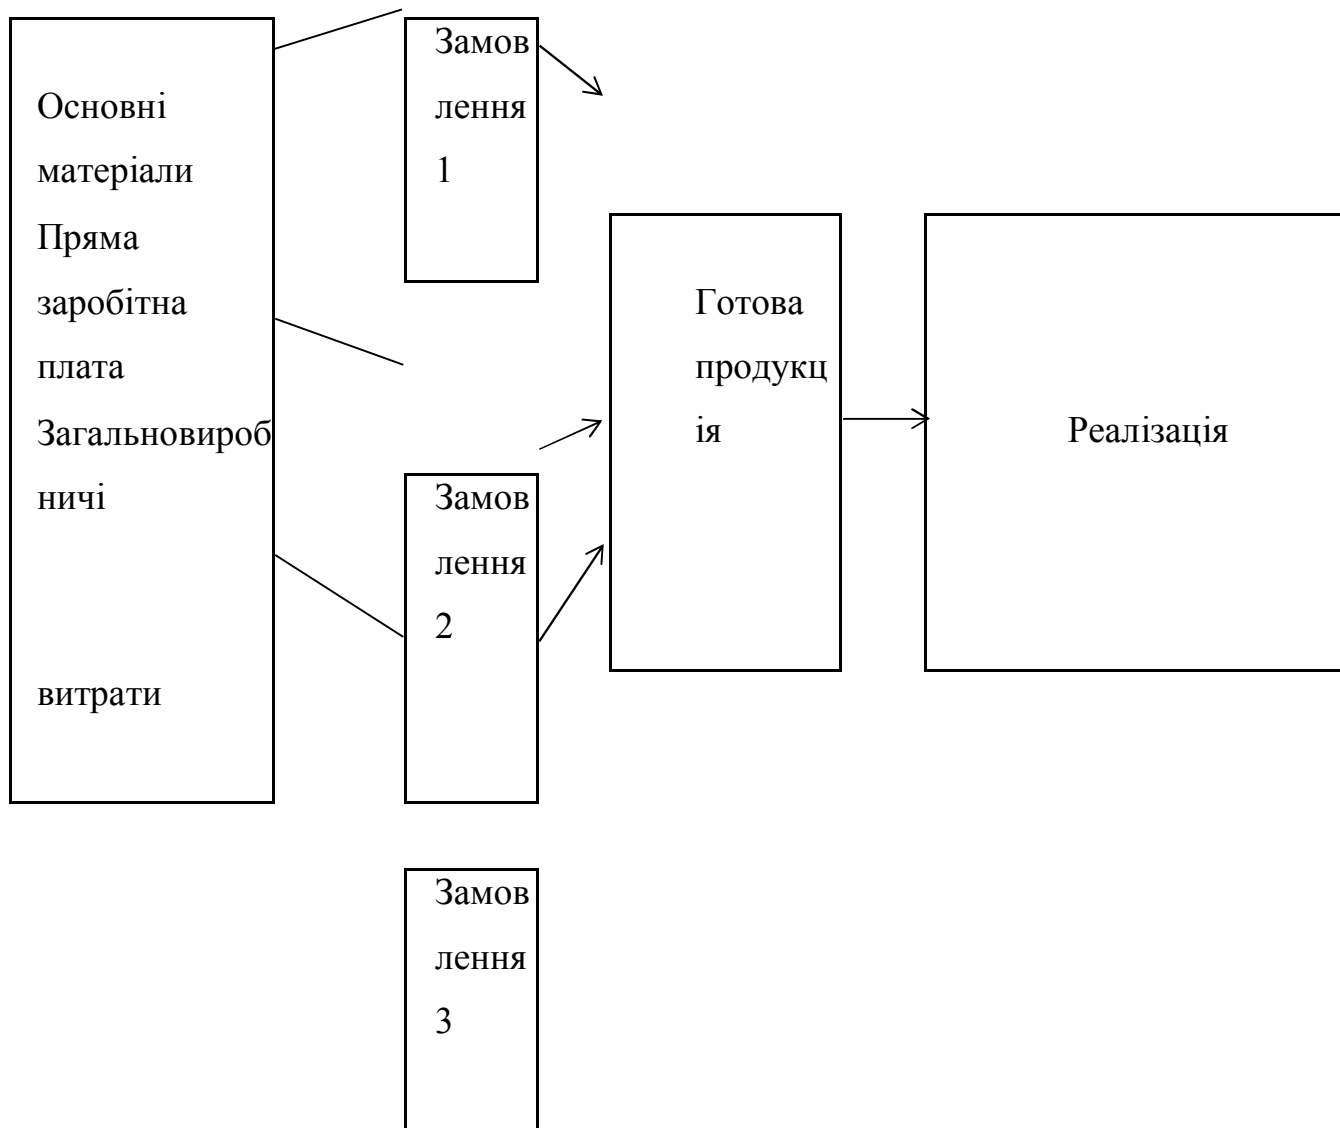 Основні
матеріали
Пряма
заробітна
плата
Загальновироб
ничі
витрати
Замов
лення
1
Замов
лення
2
Замов
лення
3
Готова
продукц
ія
Реалізація